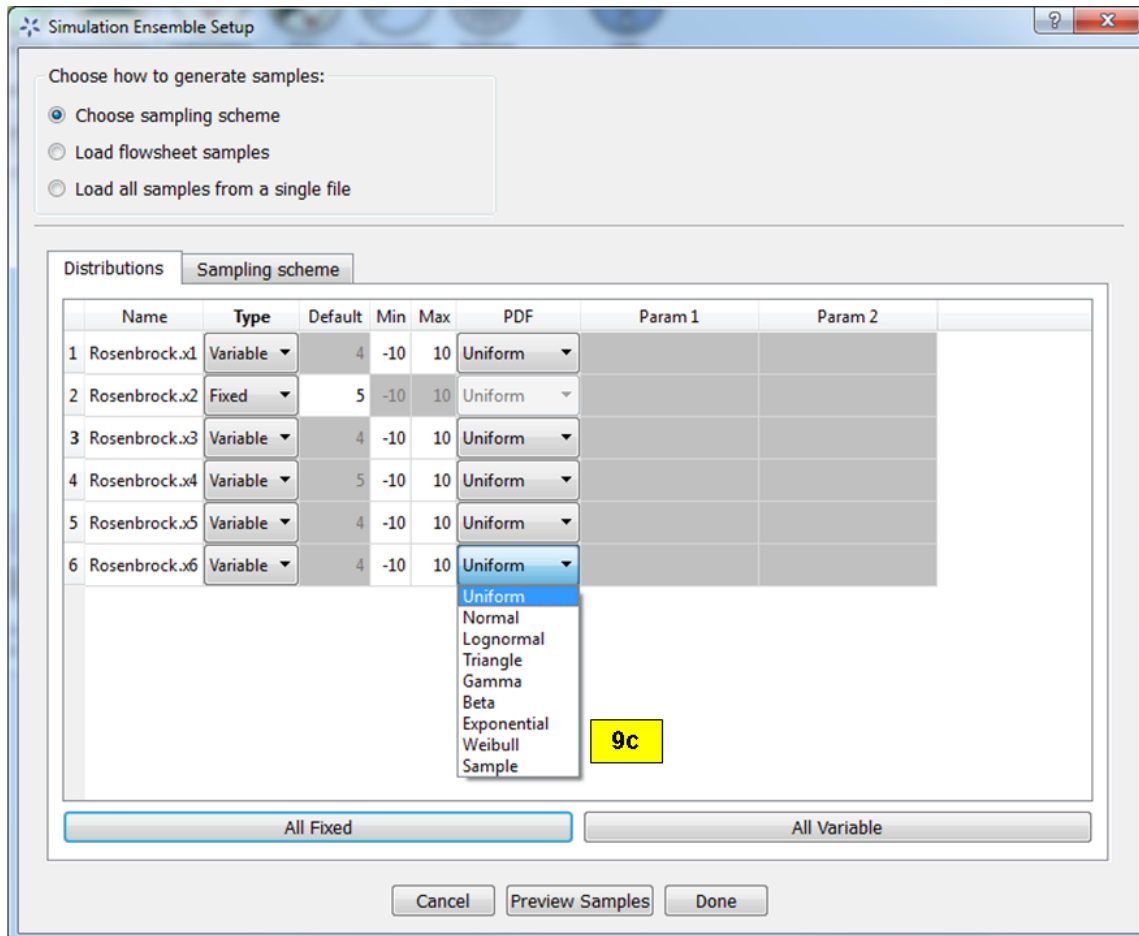 Simulation Ensemble Setup
Choose how to generate samples:
Choose sampling scheme
Load flowsheet samples
Load all samples from a single file
Distributions Sampling scheme
Name Type Default Min Max PDF Param 1 Param 2
1 Rosenbrock.x1 Variable 4 -10 10 Uniform
2 Rosenbrock.x2 Fixed 5 -10 10 Uniform
3 Rosenbrock.x3 Variable 4 -10 10 Uniform
4 Rosenbrock.x4 Variable 5 -10 10 Uniform
5 Rosenbrock.x5 Variable 4 -10 10 Uniform
6 Rosenbrock.x6 Variable 4 -10 10 Uniform
Uniform
Normal
Lognormal
Triangle
Gamma
Beta
Exponential
Weibull
Sample
9c
All Fixed All Variable
Cancel Preview Samples Done